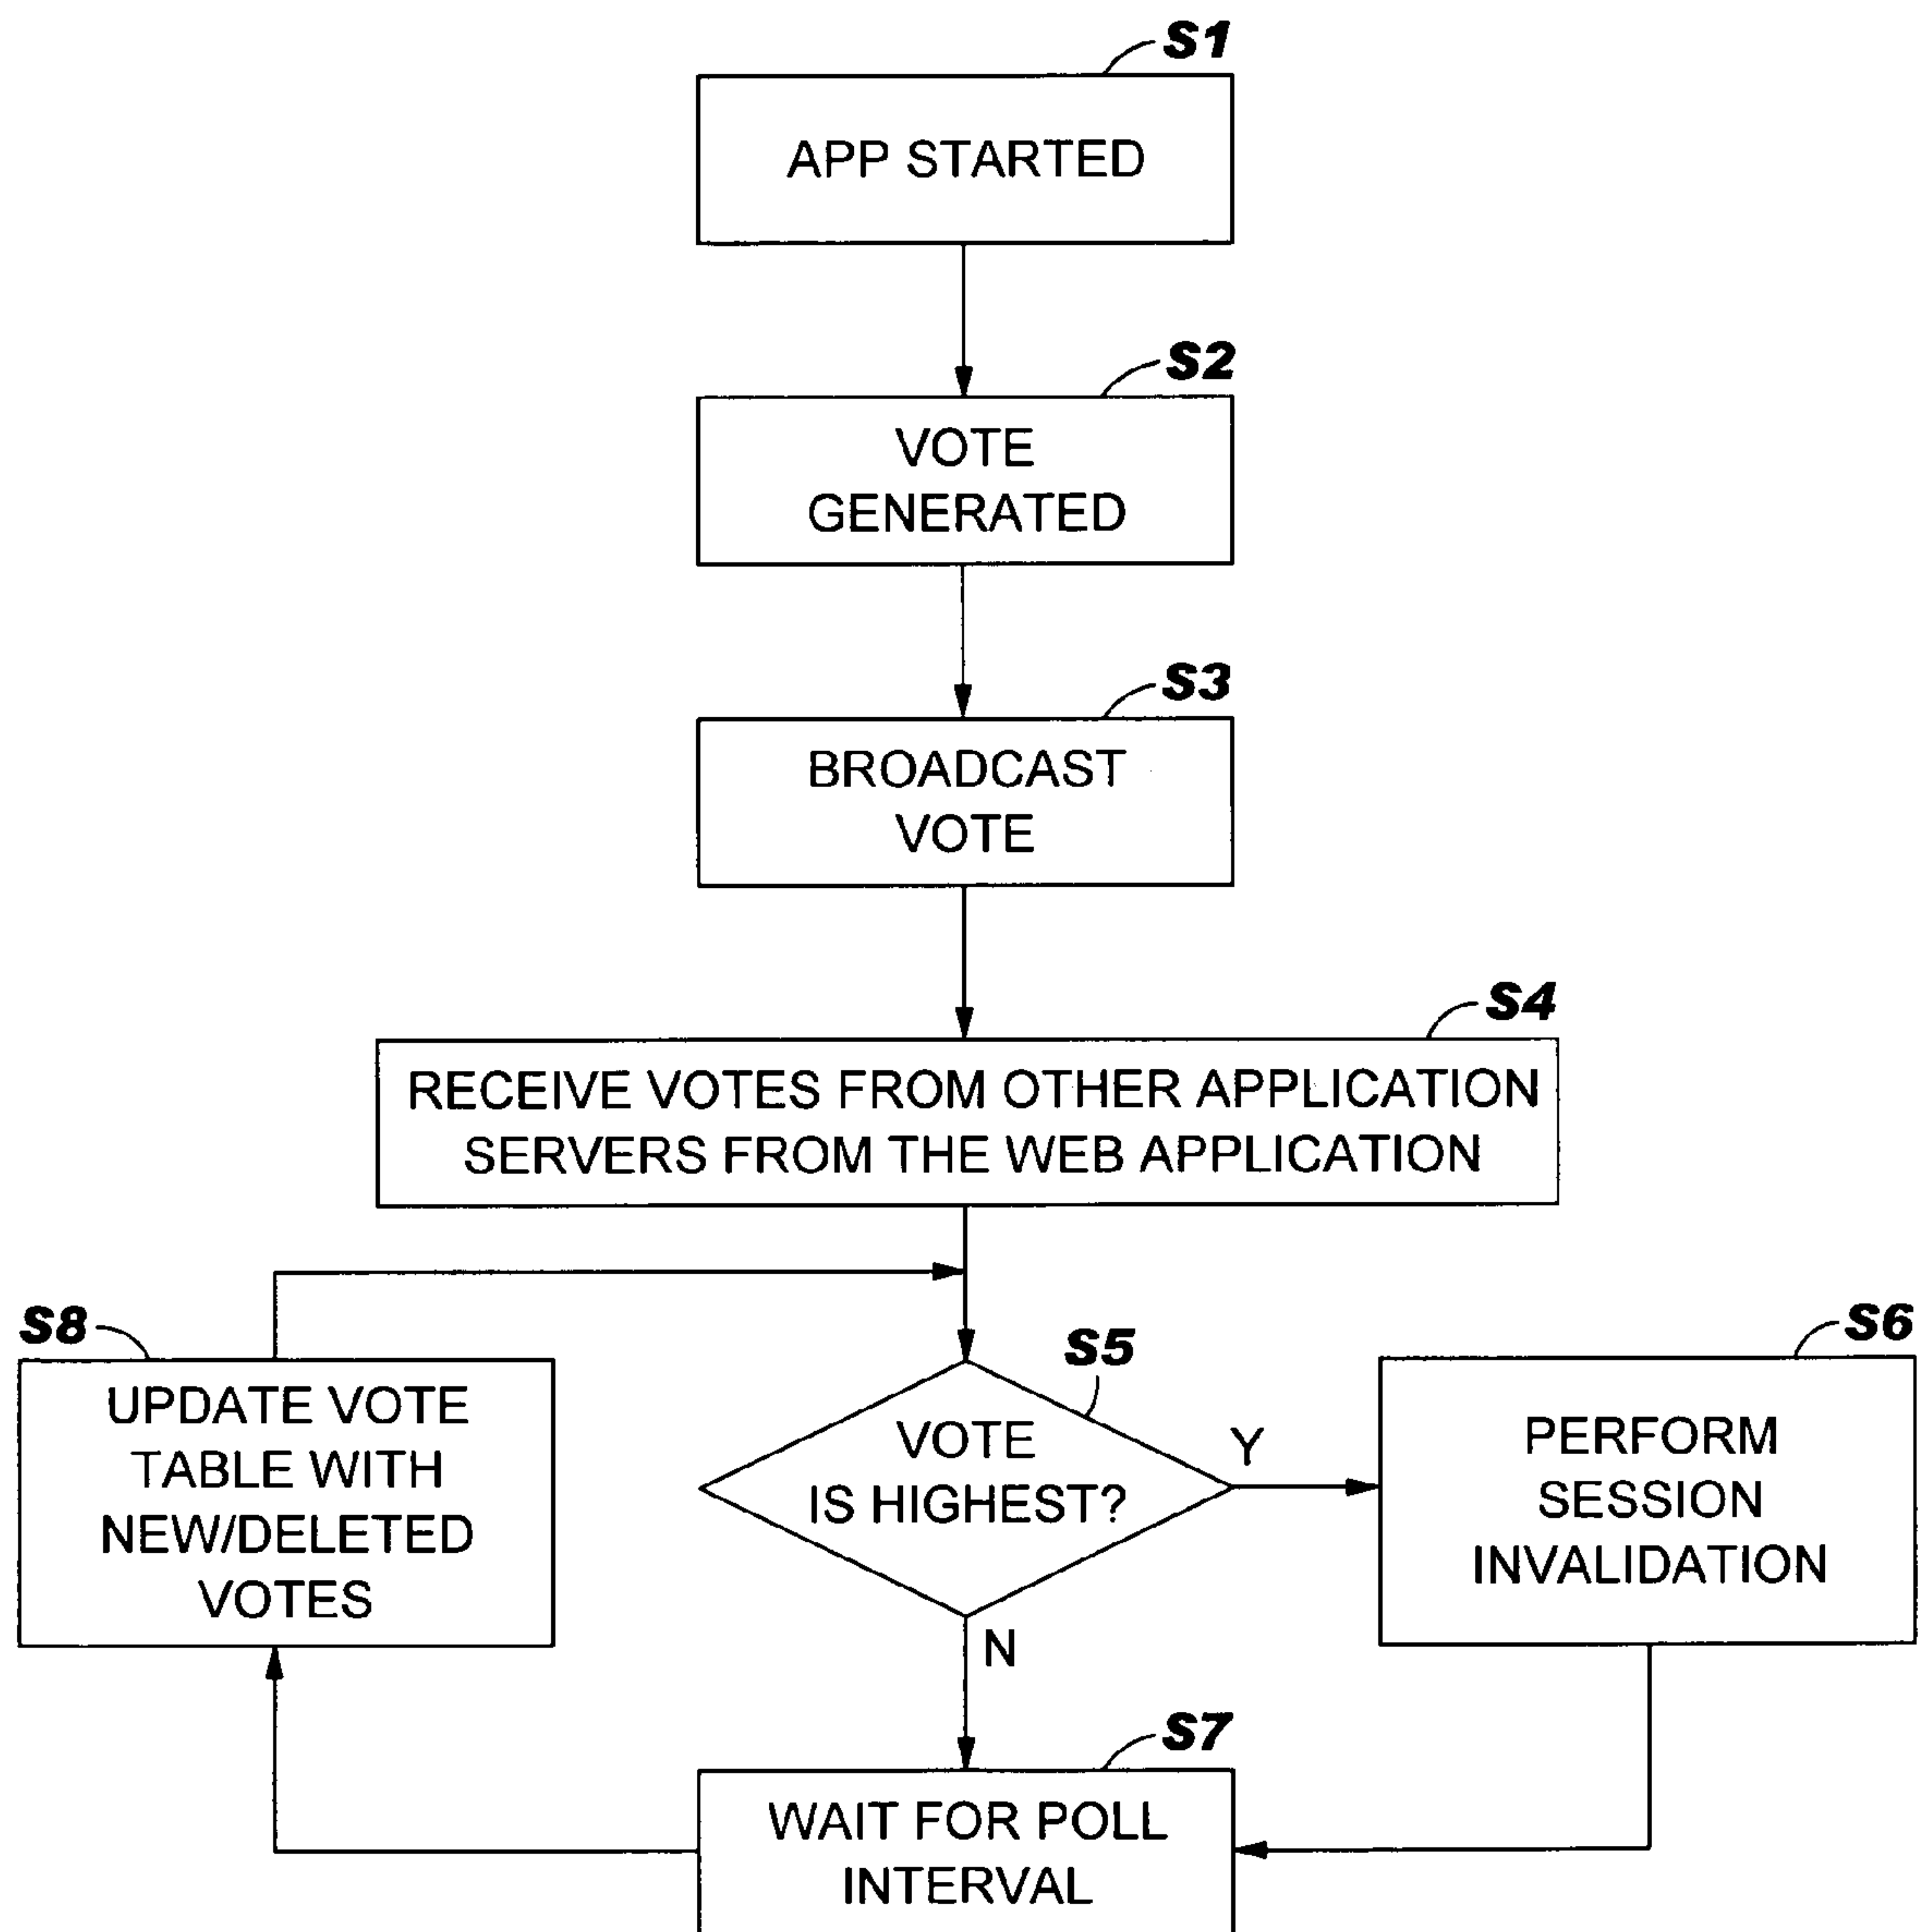 S1
APP STARTED
S2
VOTE
GENERATED
S3
BROADCAST
VOTE
S4
RECEIVE VOTES FROM OTHER APPLICATION
SERVERS FROM THE WEB APPLICATION
S8
UPDATE VOTE
TABLE WITH
NEW/DELETED
VOTES
S5
VOTE
IS HIGHEST?
Y
N
S6
PERFORM
SESSION
INVALIDATION
S7
WAIT FOR POLL
INTERVAL